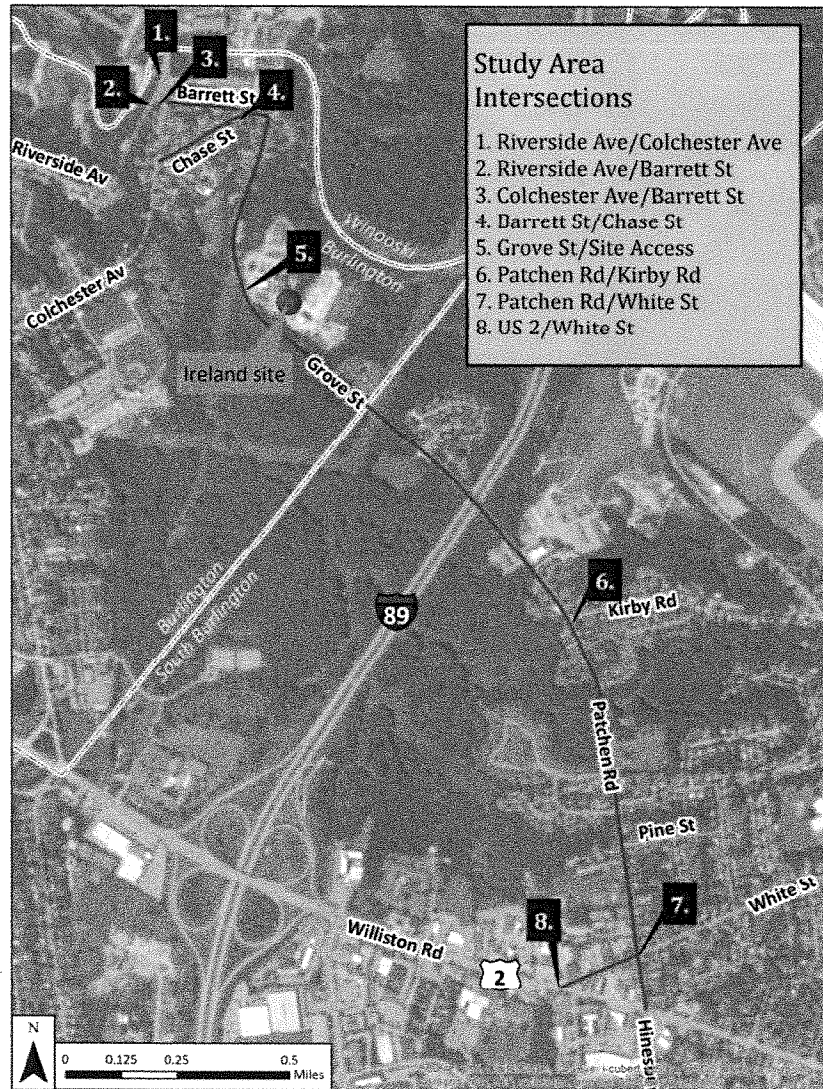 1.
3.
2.
Barrett St
4.
Chase St
Riverside Av
Winooski
Burlington
5.
Colchester Av
Ireland site
Grove St
Study Area
Intersections
1. Riverside Ave/Colchester Ave
2. Riverside Ave/Barrett St
3. Colchester Ave/Barrett St
4. Barrett St/Chase St
5. Grove St/Site Access
6. Patchen Rd/Kirby Rd
7. Patchen Rd/White St
8. US 2/White St
89
6.
Kirby Rd
Burlington
South Burlington
Patchen Rd
Pine St
White St
8.
7.
Williston Rd
2
N
0 0.125 0.25 0.5
Miles